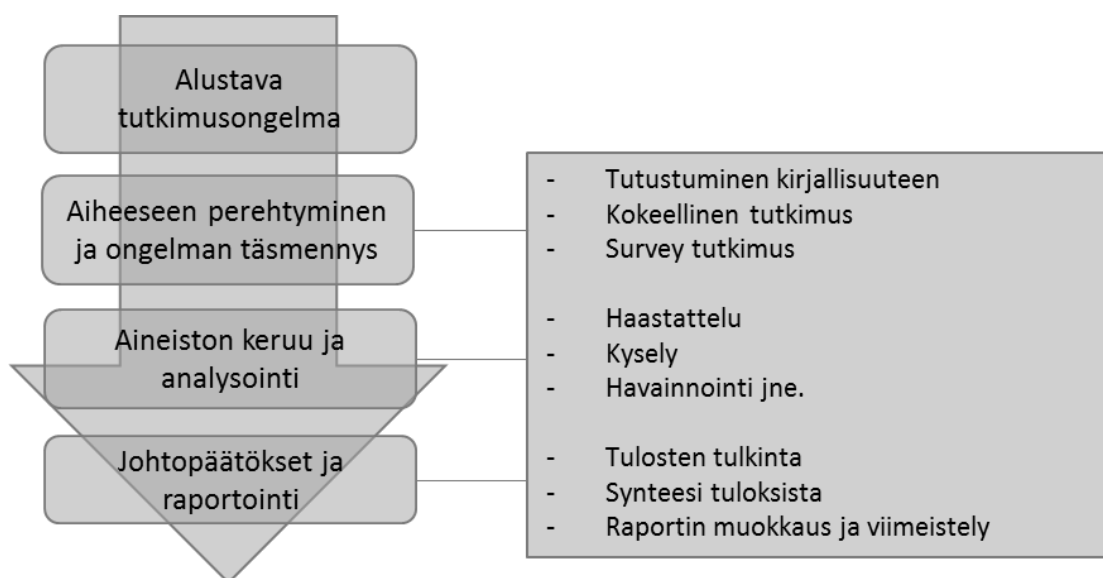 Alustava
tutkimusongelma
Aiheeseen perehtyminen
ja ongelman täsmennys
- Tutustuminen kirjallisuuteen
- Kokeellinen tutkimus
- Survey tutkimus
Aineiston keruu ja
analysointi
- Haastattelu
- Kysely
- Havainnointi jne.
Johtopäätökset ja
raportointi
- Tulosten tulkinta
- Synteesi tuloksista
- Raportin muokkaus ja viimeistely